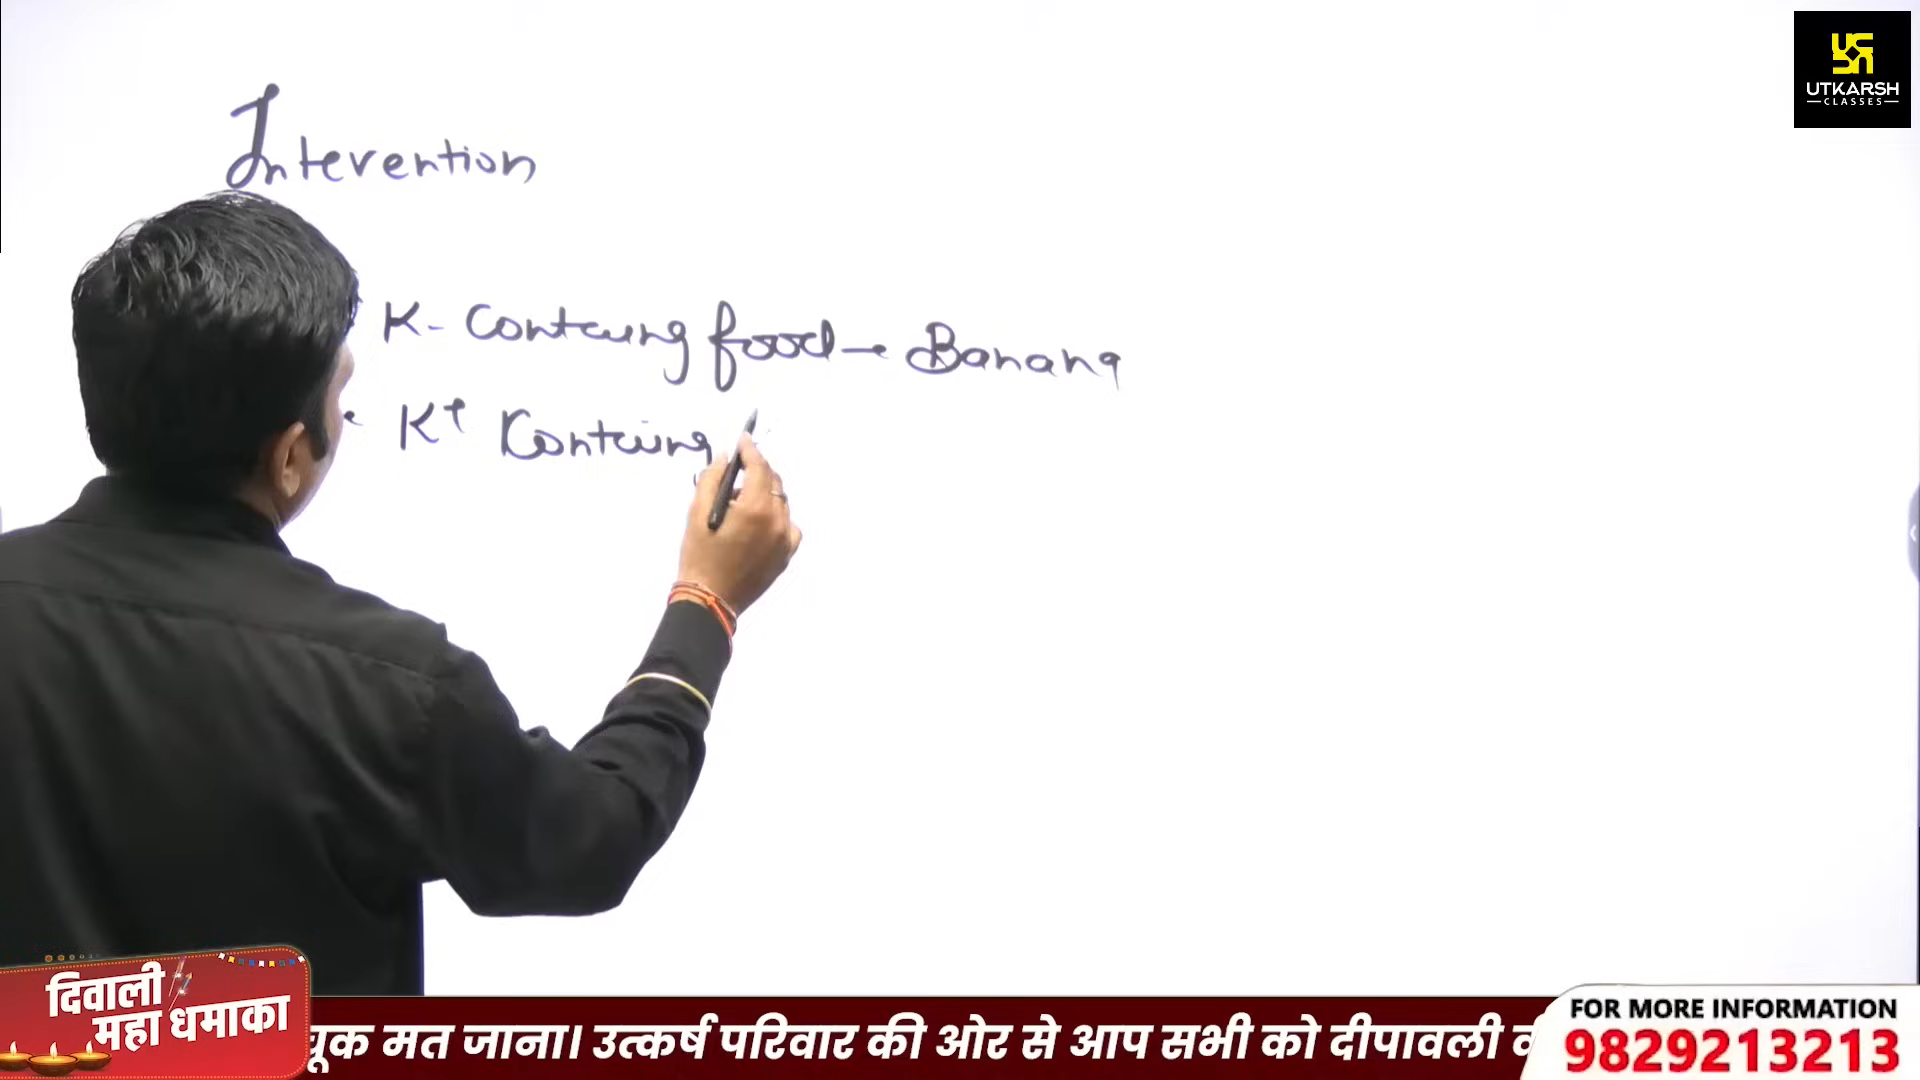 UTKARSH
CLASSES
Intevention
K - Containg food → Banana
K+ Containg
दिवाली
महा धमाका
चूक मत जाना। उत्कर्ष परिवार की ओर से आप सभी को दीपावली
FOR MORE INFORMATION
9829213213